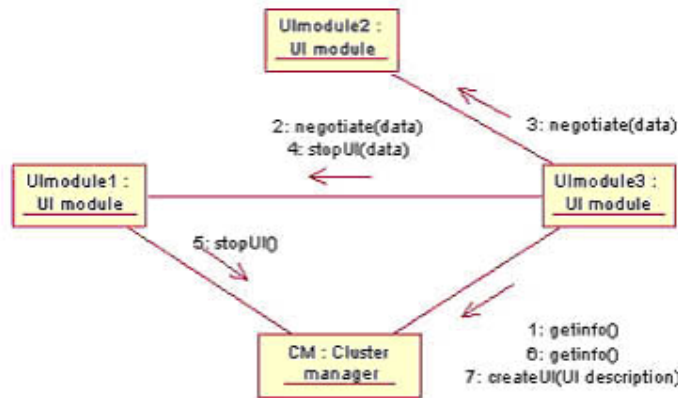 UImodule2 :
UI module
2: negotiate(data)
4: stopUI(data)
3: negotiate(data)
UImodule1 :
UI module
UImodule3 :
UI module
5: stopUI()
CM : Cluster
manager
1: getinfo()
6: getinfo()
7: createUI(UI description)